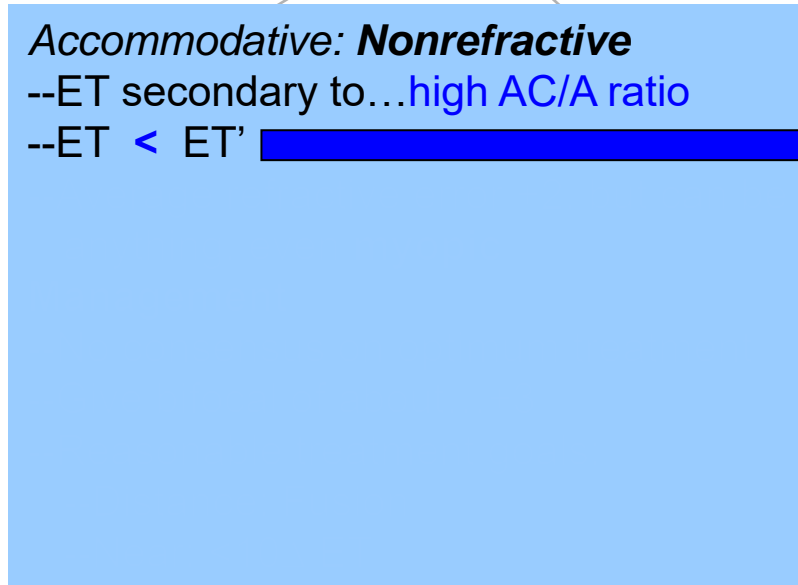 Accommodative: Nonrefractive
--ET secondary to…high AC/A ratio
--ET < ET’